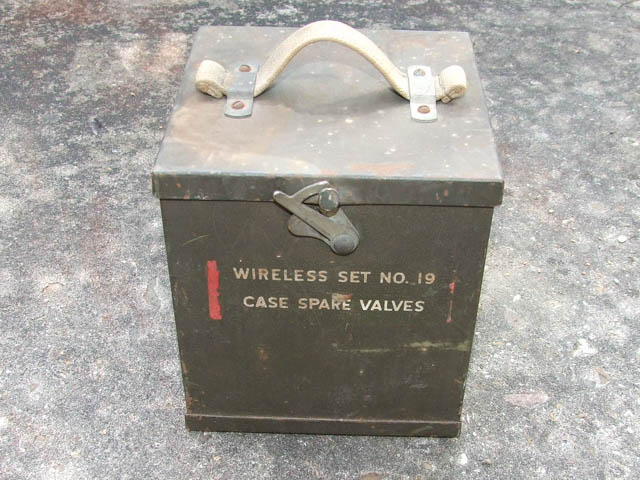 WIRELESS SET NO. 19
CASE SPARE VALVES